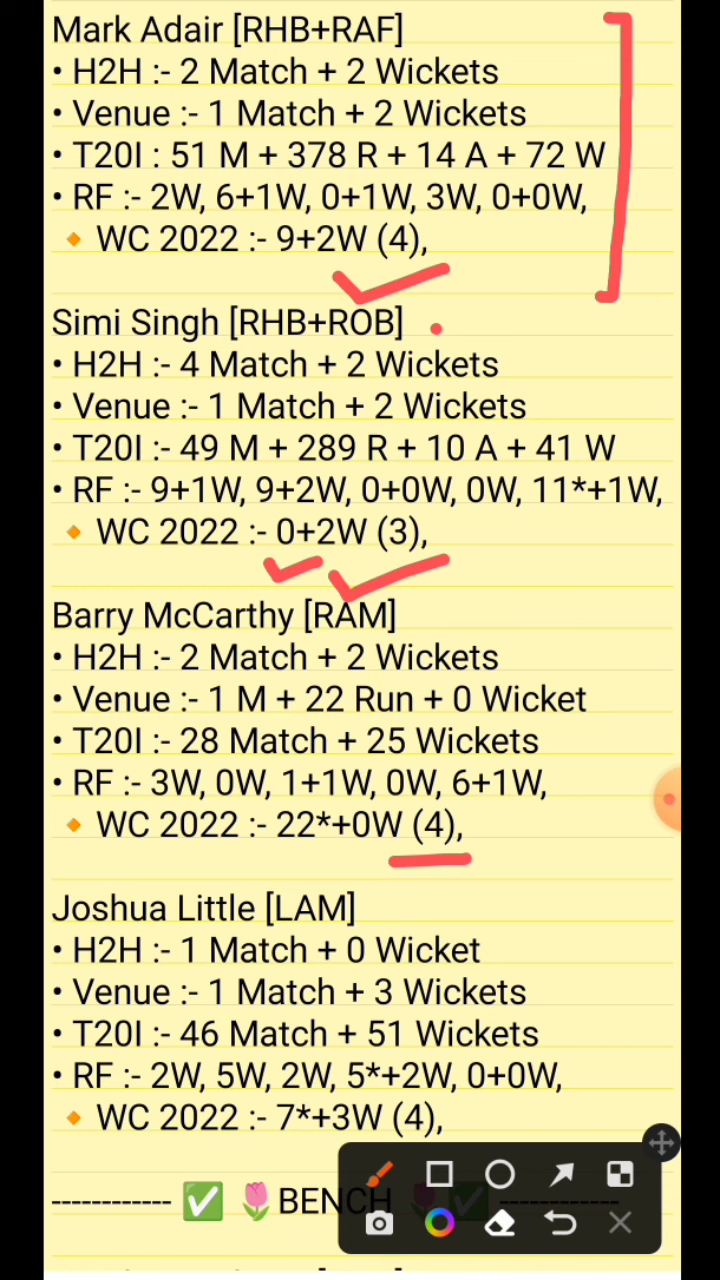 Mark Adair [RHB+RAF]
• H2H :- 2 Match + 2 Wickets
• Venue :- 1 Match + 2 Wickets
• T20I : 51 M + 378 R + 14 A + 72 W
• RF :- 2W, 6+1W, 0+1W, 3W, 0+0W,
🔸 WC 2022 :- 9+2W (4),
Simi Singh [RHB+ROB]
• H2H :- 4 Match + 2 Wickets
• Venue :- 1 Match + 2 Wickets
• T20I :- 49 M + 289 R + 10 A + 41 W
• RF :- 9+1W, 9+2W, 0+0W, 0W, 11*+1W,
🔸 WC 2022 :- 0+2W (3),
Barry McCarthy [RAM]
• H2H :- 2 Match + 2 Wickets
• Venue :- 1 M + 22 Run + 0 Wicket
• T20I :- 28 Match + 25 Wickets
• RF :- 3W, 0W, 1+1W, 0W, 6+1W,
🔸 WC 2022 :- 22*+0W (4),
Joshua Little [LAM]
• H2H :- 1 Match + 0 Wicket
• Venue :- 1 Match + 3 Wickets
• T20I :- 46 Match + 51 Wickets
• RF :- 2W, 5W, 2W, 5*+2W, 0+0W,
🔸 WC 2022 :- 7*+3W (4),
------------ ✅ 🌷BENCH 🌷✅ ------------